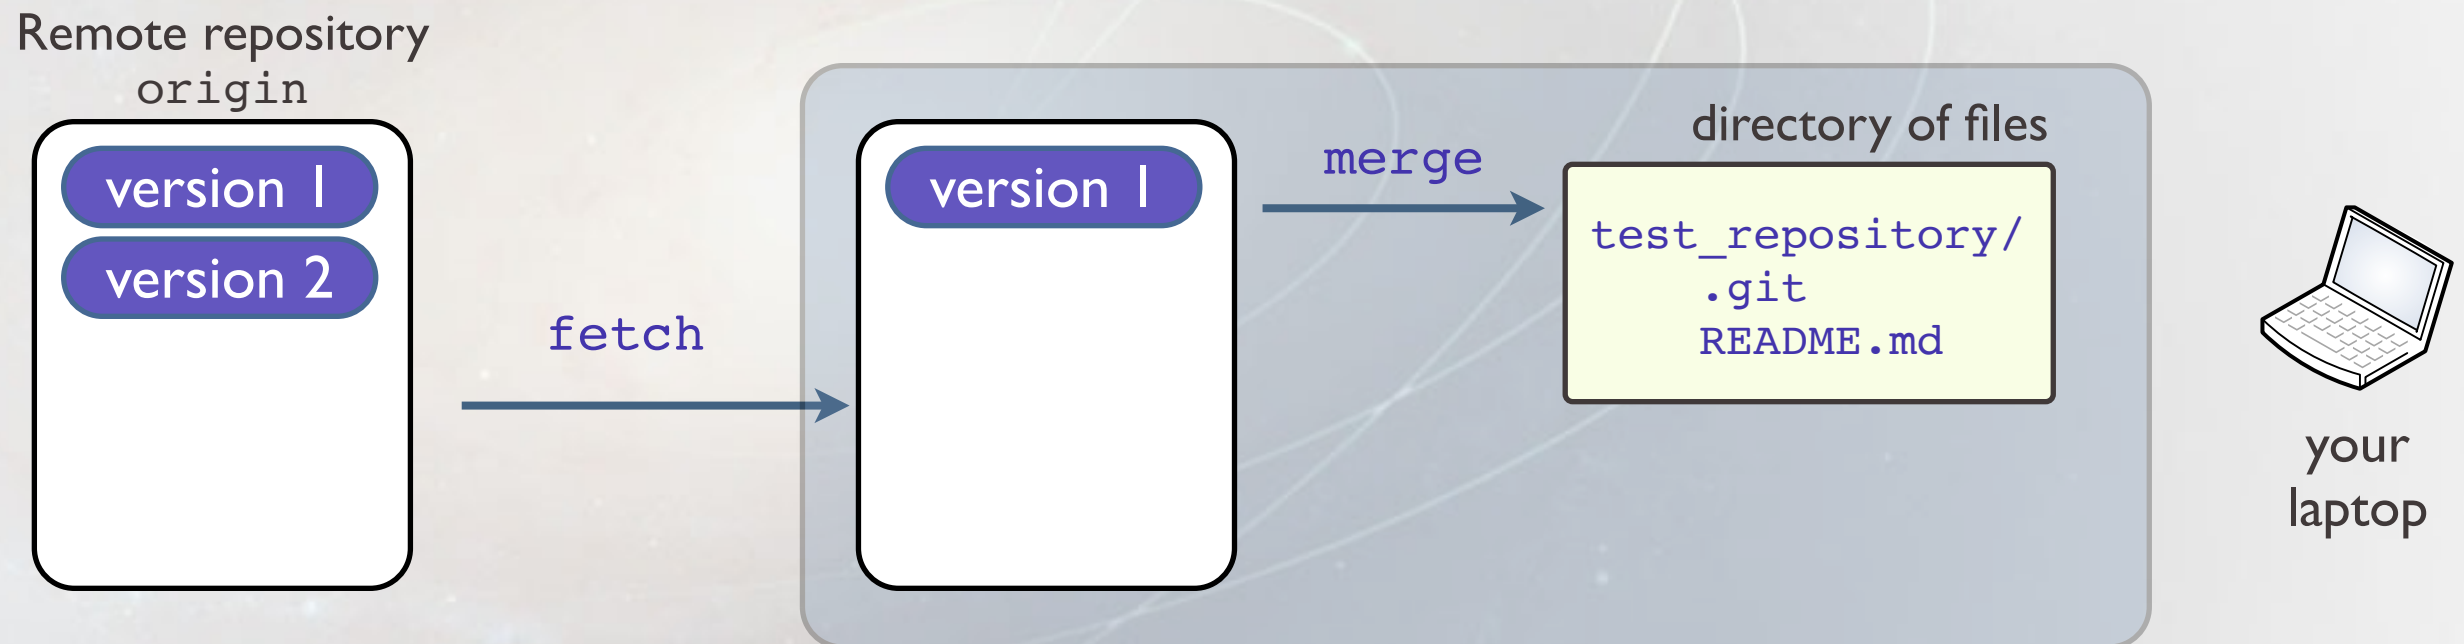 Remote repository
origin
version 1
version 2
fetch
version 1
merge
directory of files
test_repository/
.git
README.md
your
laptop